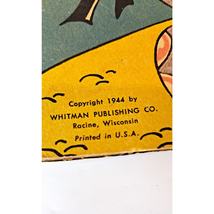 Copyright 1944 by
WHITMAN PUBLISHING CO.
Racine, Wisconsin
Printed in U.S.A.